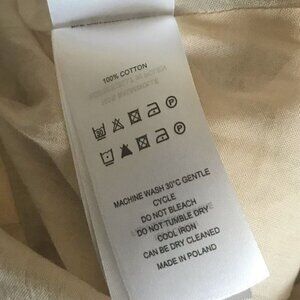 100% COTTON
30
MACHINE WASH 30°C GENTLE
CYCLE
DO NOT BLEACH
DO NOT TUMBLE DRY
COOL IRON
CAN BE DRY CLEANED
MADE IN POLAND